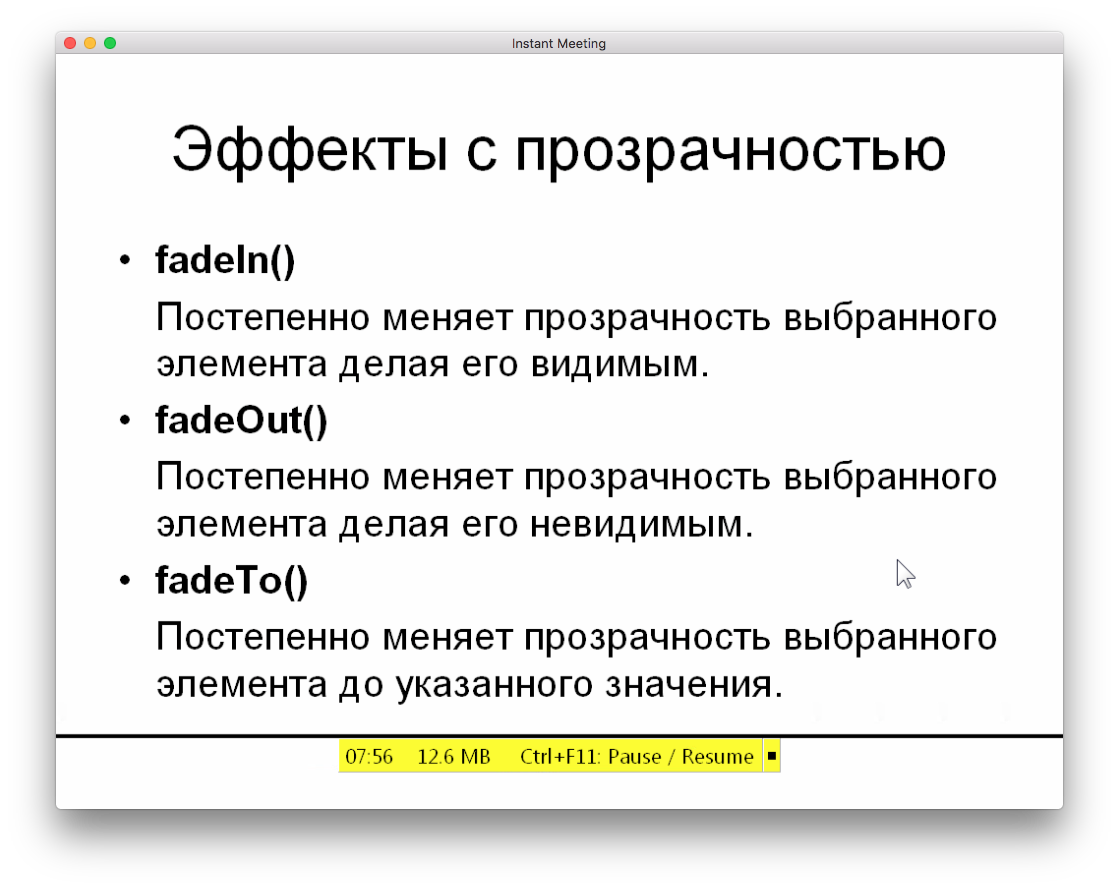 Instant Meeting
Эффекты с прозрачностью
• fadeIn()
Постепенно меняет прозрачность выбранного
элемента делая его видимым.
• fadeOut()
Постепенно меняет прозрачность выбранного
элемента делая его невидимым.
• fadeTo()
Постепенно меняет прозрачность выбранного
элемента до указанного значения.
07:56 12.6 MB Ctrl+F11: Pause / Resume